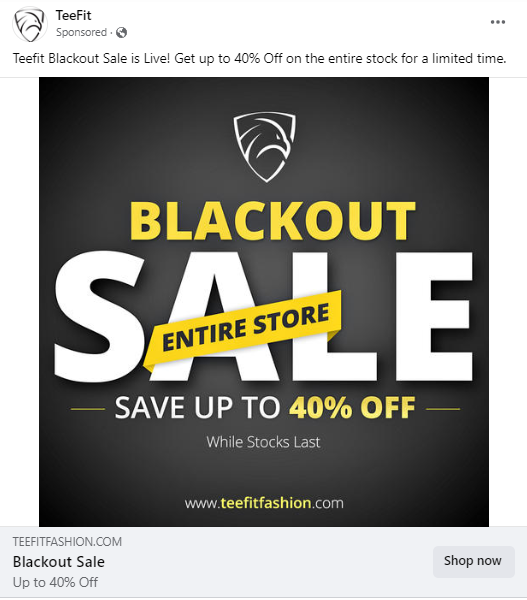 TeeFit
Sponsored ·
Teefit Blackout Sale is Live! Get up to 40% Off on the entire stock for a limited time.
BLACKOUT
SALE
ENTIRE STORE
SAVE UP TO 40% OFF
While Stocks Last
www.teefitfashion.com
TEEFITFASHION.COM
Blackout Sale
Shop now
Up to 40% Off